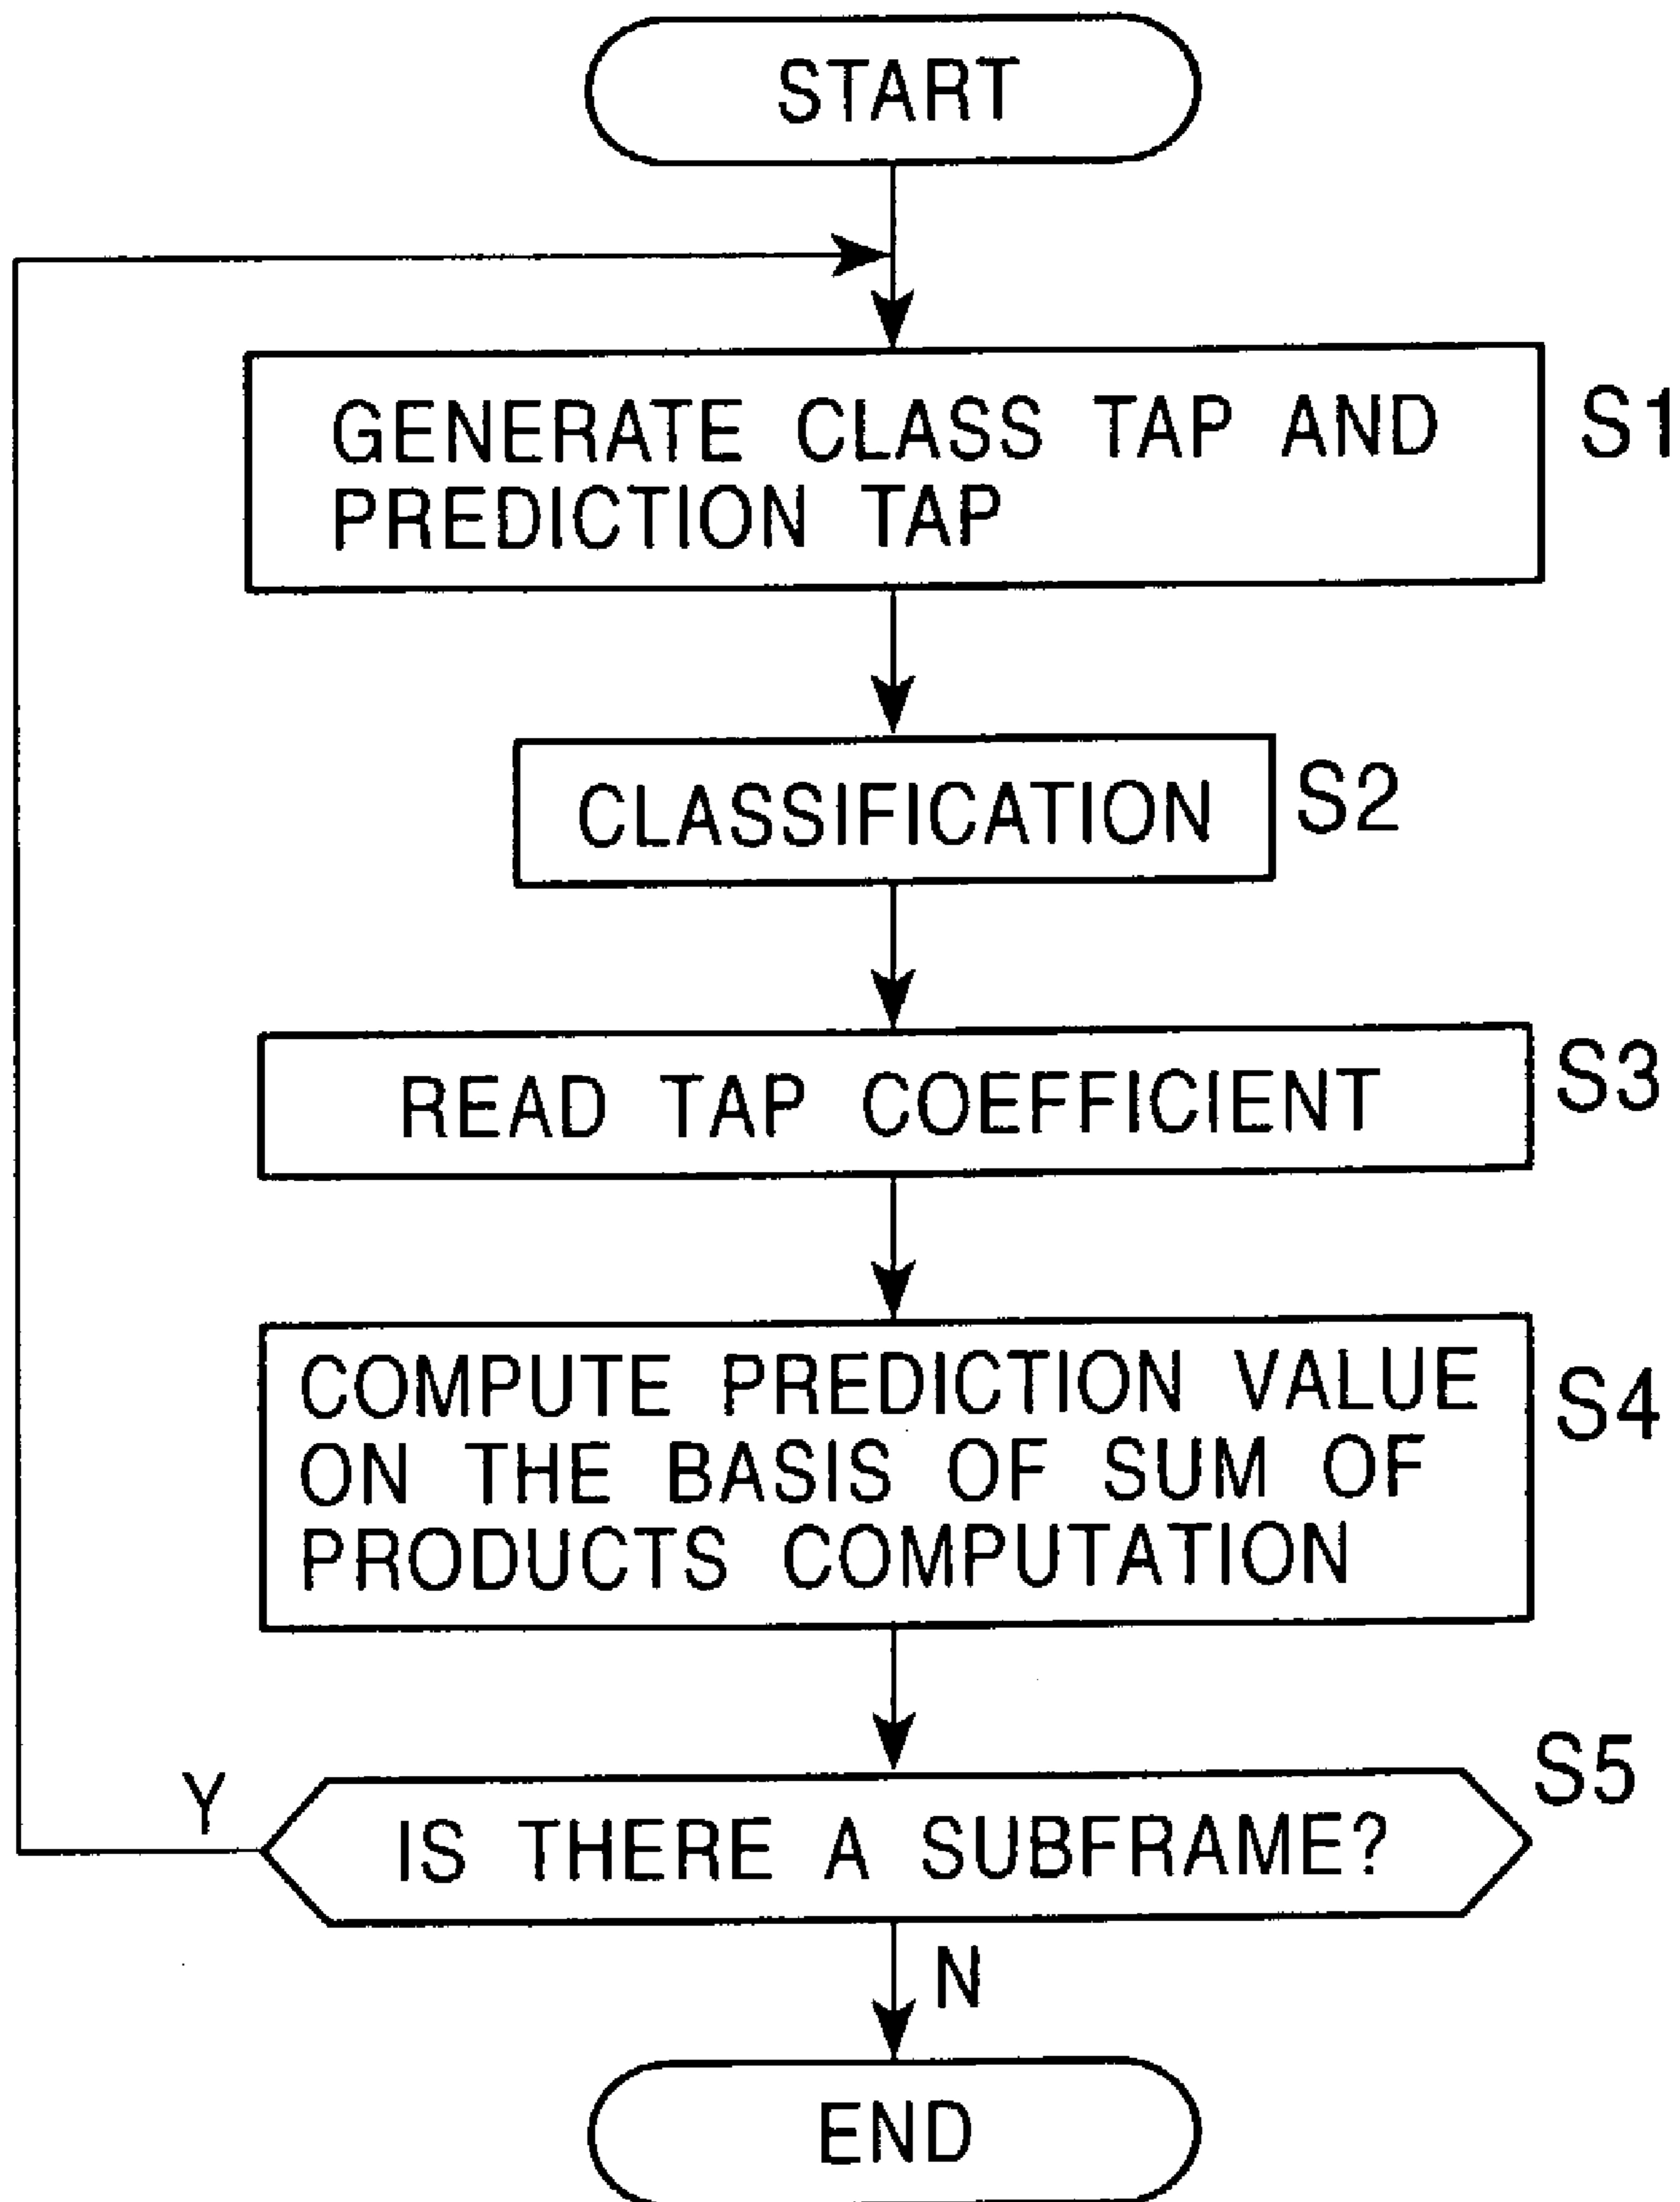 START
GENERATE CLASS TAP AND
PREDICTION TAP
S1
CLASSIFICATION
S2
READ TAP COEFFICIENT
S3
COMPUTE PREDICTION VALUE
ON THE BASIS OF SUM OF
PRODUCTS COMPUTATION
S4
IS THERE A SUBFRAME?
S5
Y
N
END